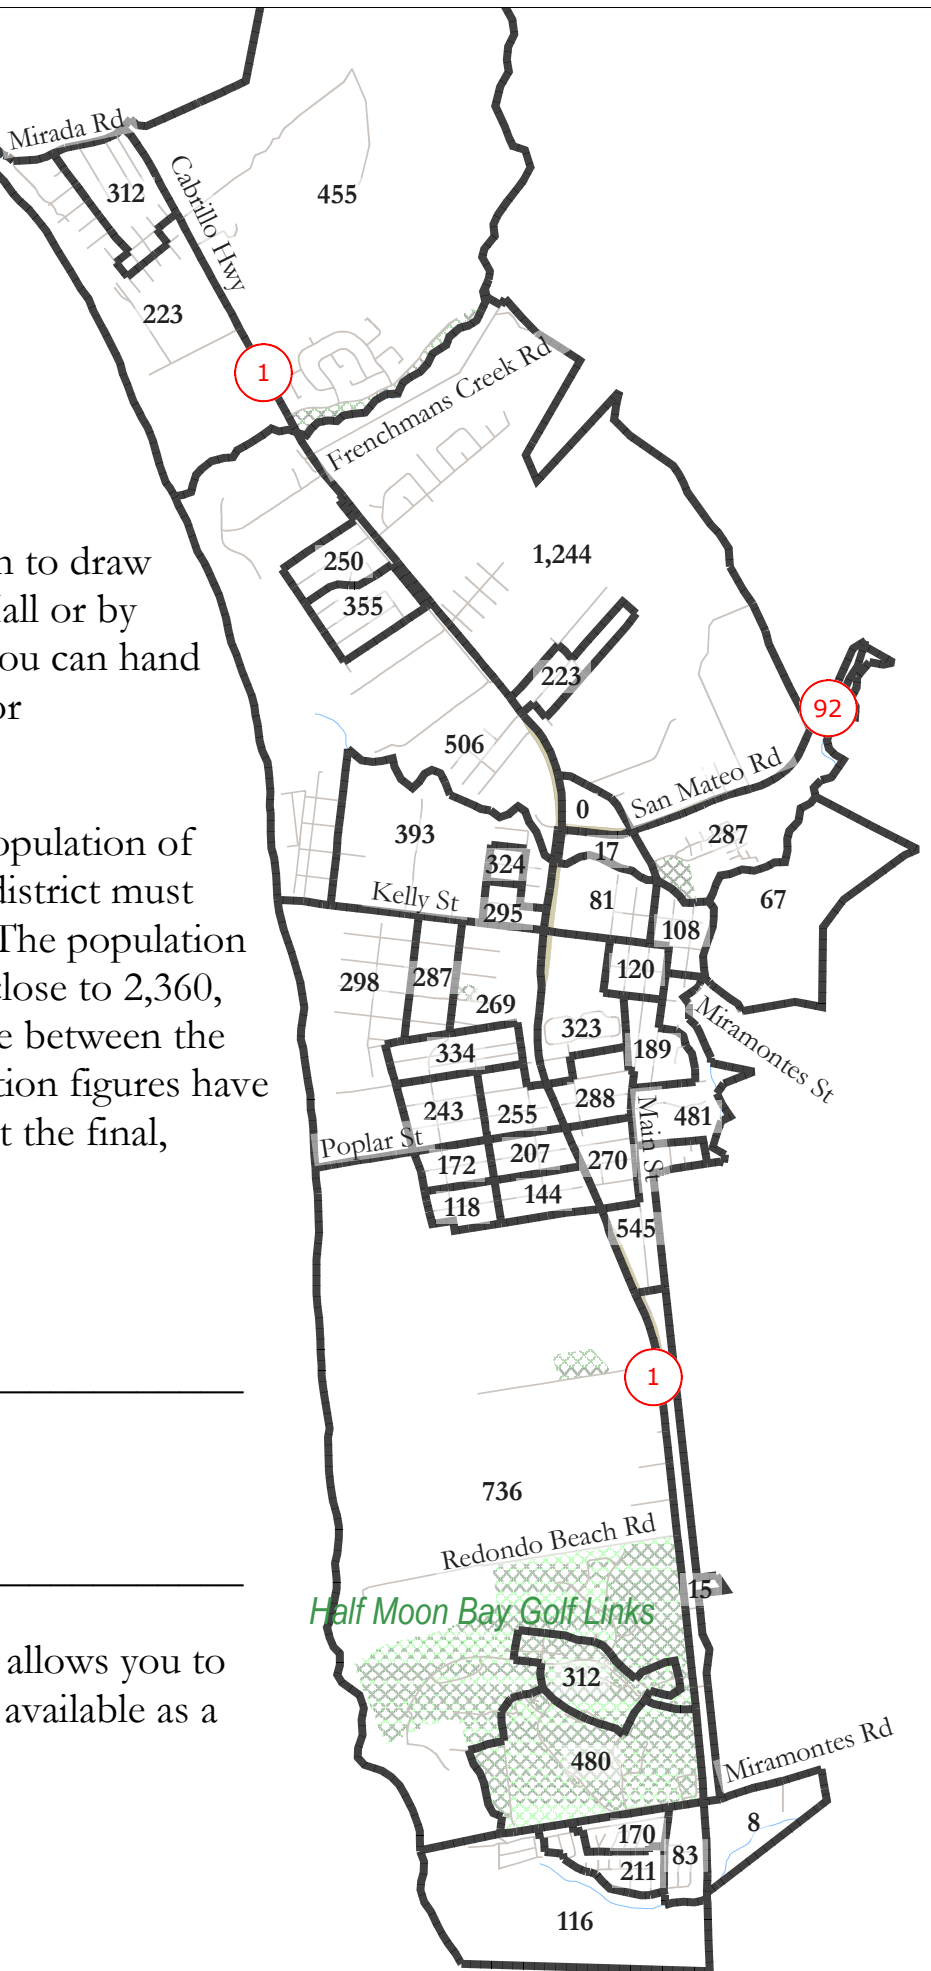 Mirada Rd
312
Cabrillo Hwy
455
223
1
Frenchmans Creek Rd
n to draw
250
1,244
Hall or by
355
ou can hand
223
or
92
506
San Mateo Rd
0
opulation of
393
287
17
324
district must
Kelly St
295
81
67
The population
108
298
287
120
close to 2,360,
269
Miramontes St
323
e between the
334
189
tion figures have
243
255
288
Main St
481
t the final,
Poplar St
172
207
270
118
144
545
1
736
Redondo Beach Rd
15
Half Moon Bay Golf Links
allows you to
312
available as a
480
Miramontes Rd
170
8
83
211
116